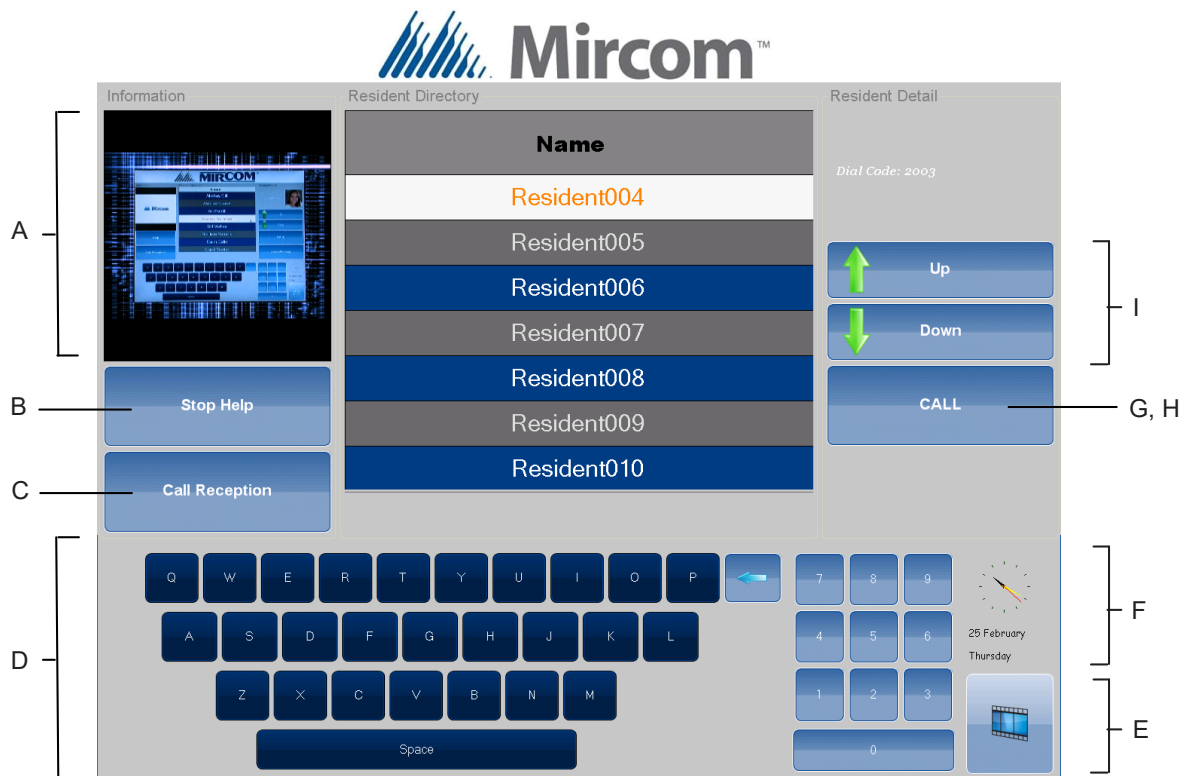 Mircom™
Information
Resident Directory
Resident Detail
MIRCOM
Name
Dial Code: 2003
Resident004
A
Resident005
Up
Resident006
I
Resident007
Down
Resident008
B
Stop Help
CALL
G, H
Resident009
Resident010
C
Call Reception
Q W E R T Y U I O P
7 8 9
F
A S D F G H J K L
4 5 6
25 February
Thursday
D
Z X C V B N M
1 2 3
E
Space
0